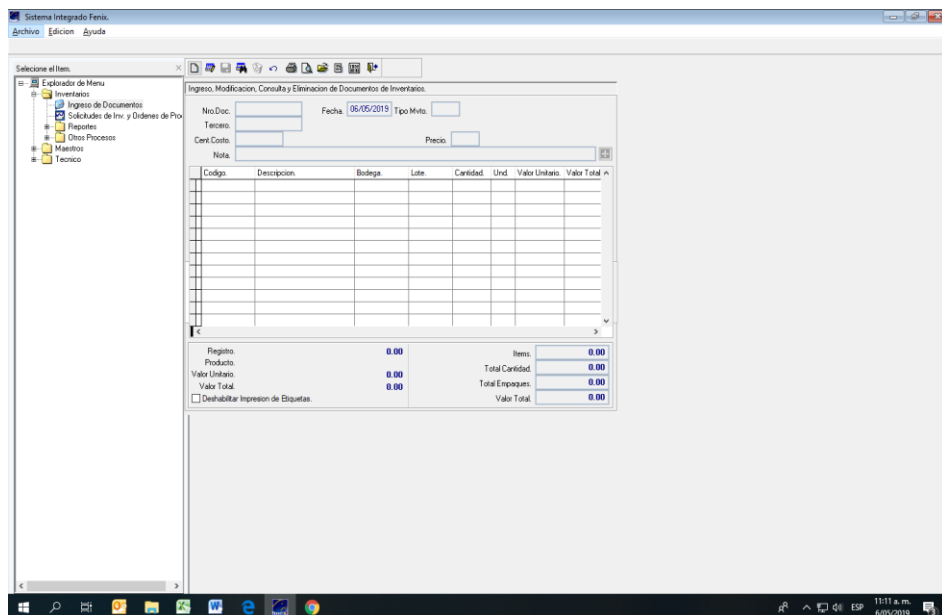 Sistema Integrado Fenix.
Archivo Edicion Ayuda
Selecione el Item.
Explorador de Menu
Inventarios
Ingreso de Documentos
Solicitudes de Inv. y Ordenes de Pro
Reportes
Otros Procesos
Maestros
Tecnico
Ingreso, Modificacion, Consulta y Eliminacion de Documentos de Inventarios.
Nro.Doc. Fecha. 06/05/2019 Tipo Mvto.
Tercero.
Cent.Costo. Precio.
Nota.
Codigo. Descripcion. Bodega. Lote. Cantidad. Und. Valor Unitario. Valor Total
Registro. 0.00
Producto.
Valor Unitario. 0.00
Valor Total. 0.00
Deshabilitar Impresion de Etiquetas.
Items. 0.00
Total Cantidad. 0.00
Total Empaques. 0.00
Valor Total. 0.00
ESP
11:11 a. m.
6/05/2019